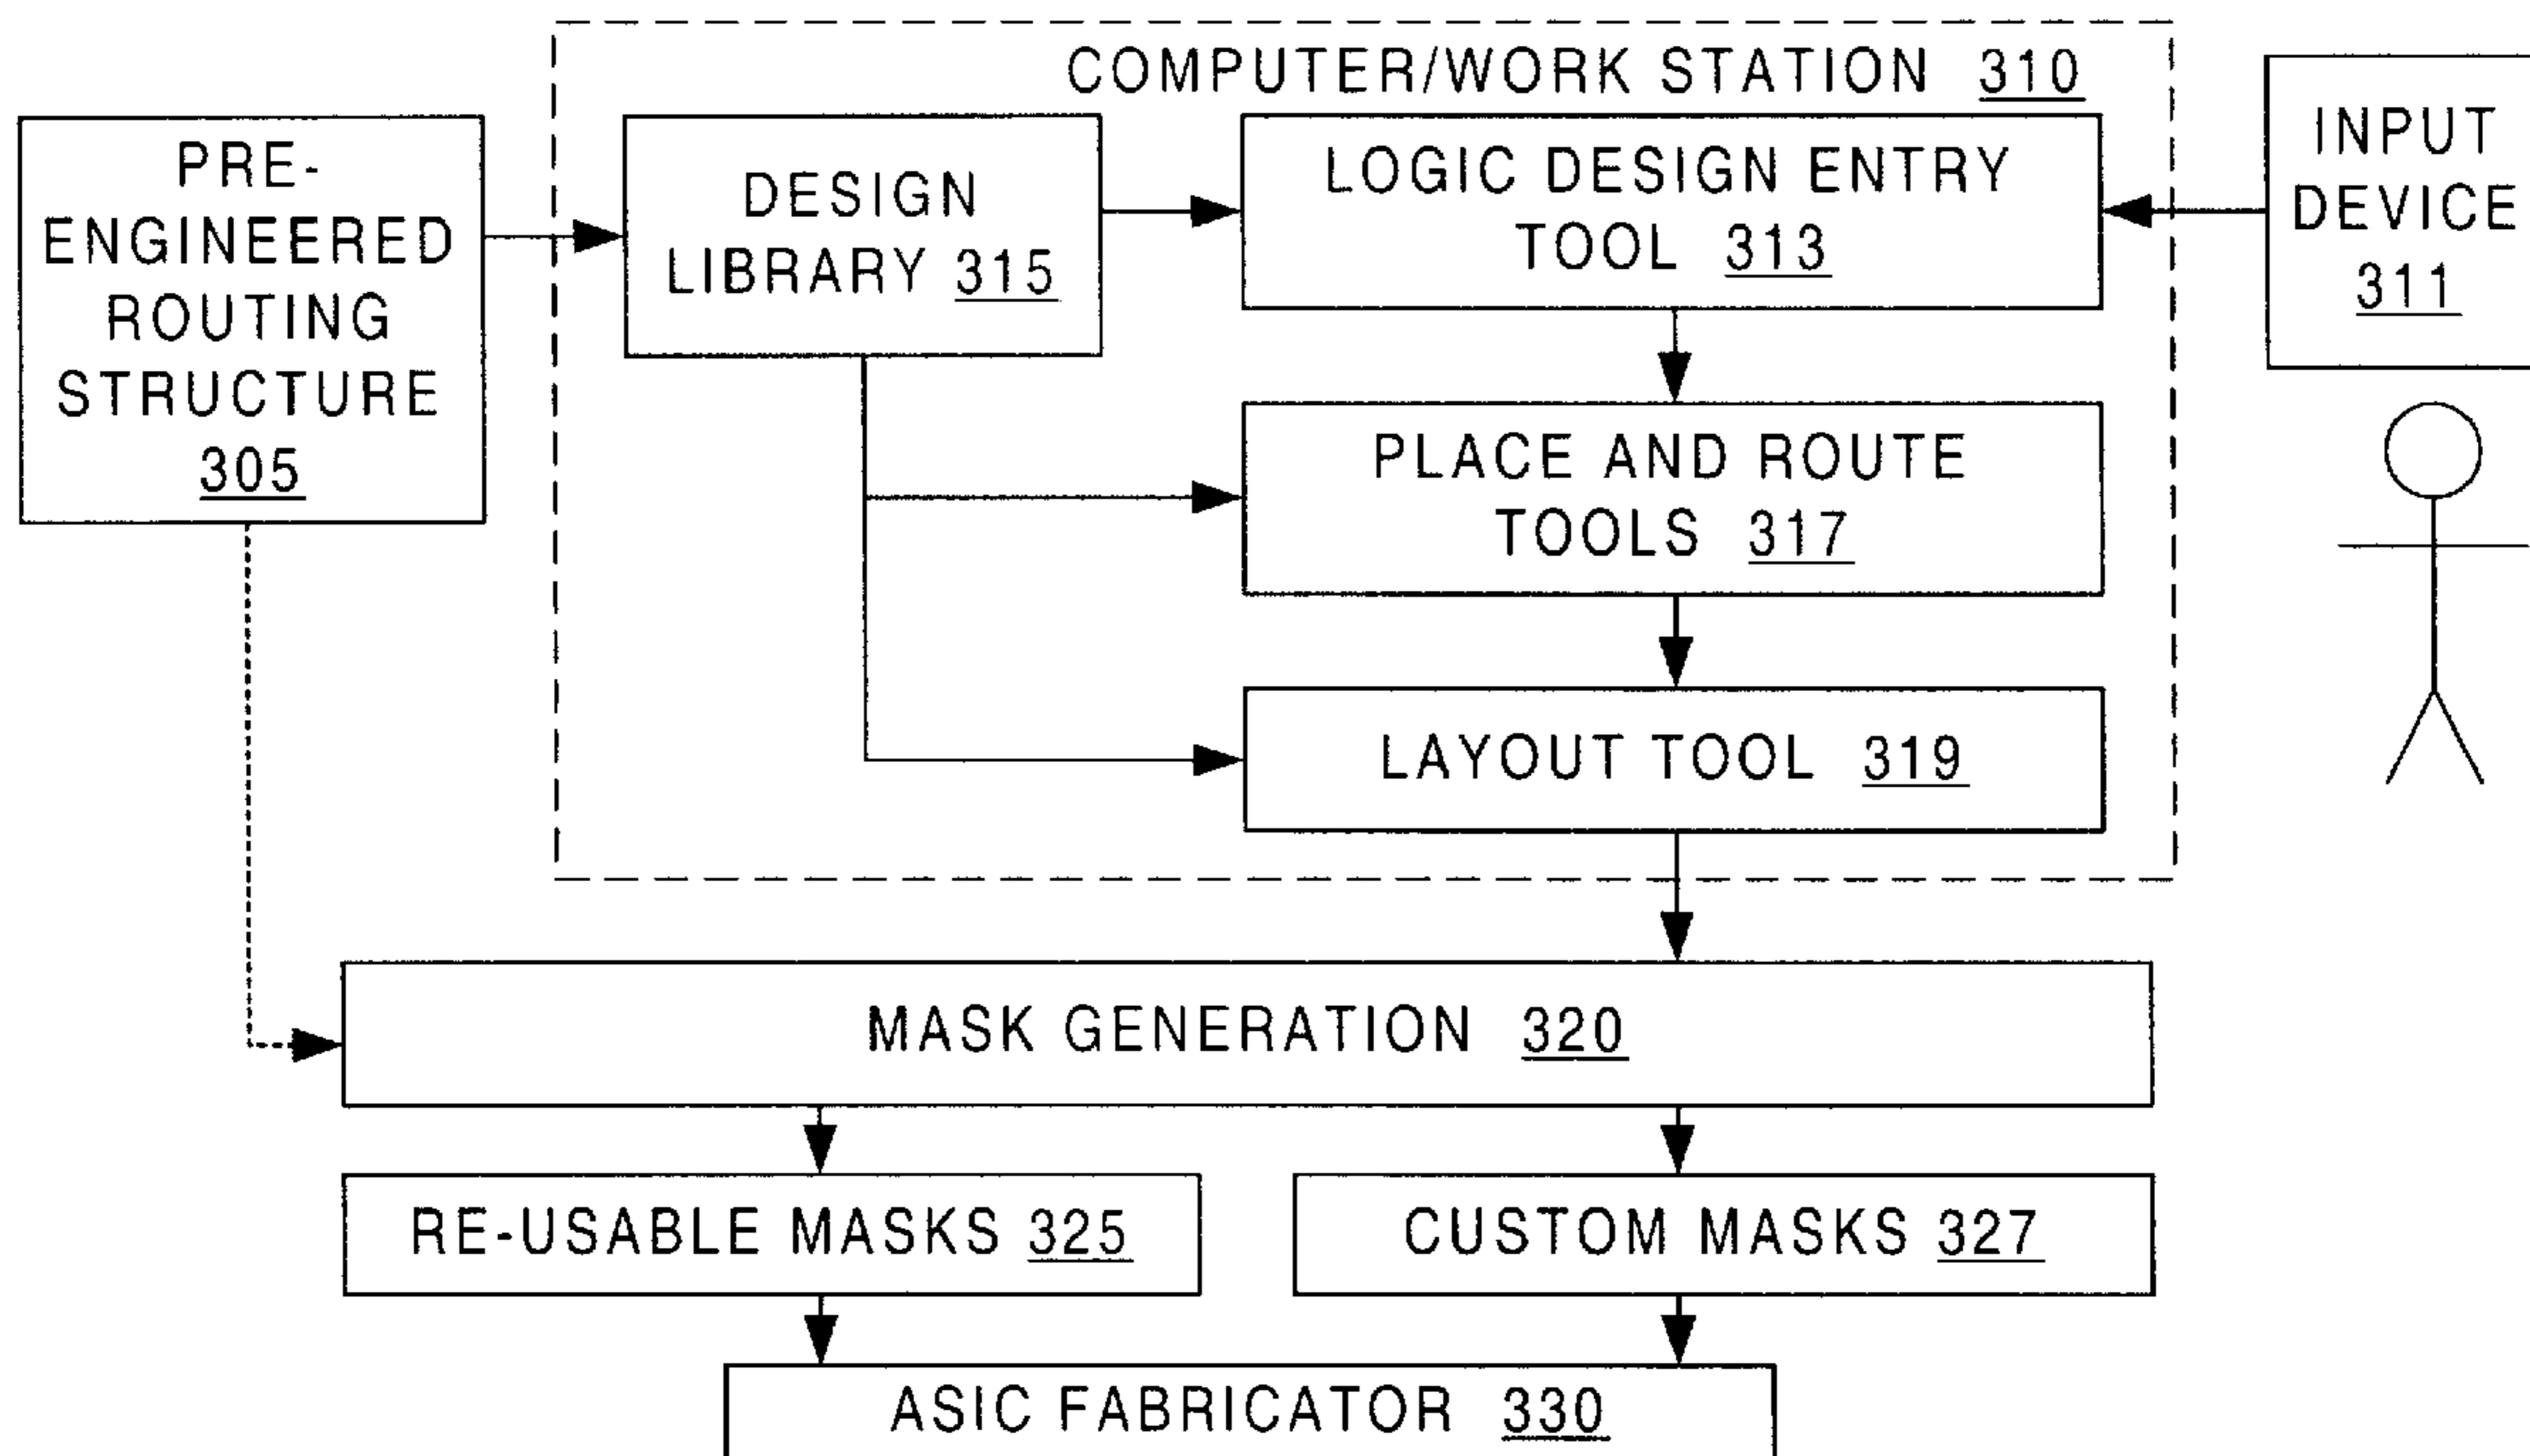 COMPUTER/WORK STATION 310
PRE-
ENGINEERED
ROUTING
STRUCTURE
305
DESIGN
LIBRARY 315
LOGIC DESIGN ENTRY
TOOL 313
INPUT
DEVICE
311
PLACE AND ROUTE
TOOLS 317
LAYOUT TOOL 319
MASK GENERATION 320
RE-USABLE MASKS 325
CUSTOM MASKS 327
ASIC FABRICATOR 330